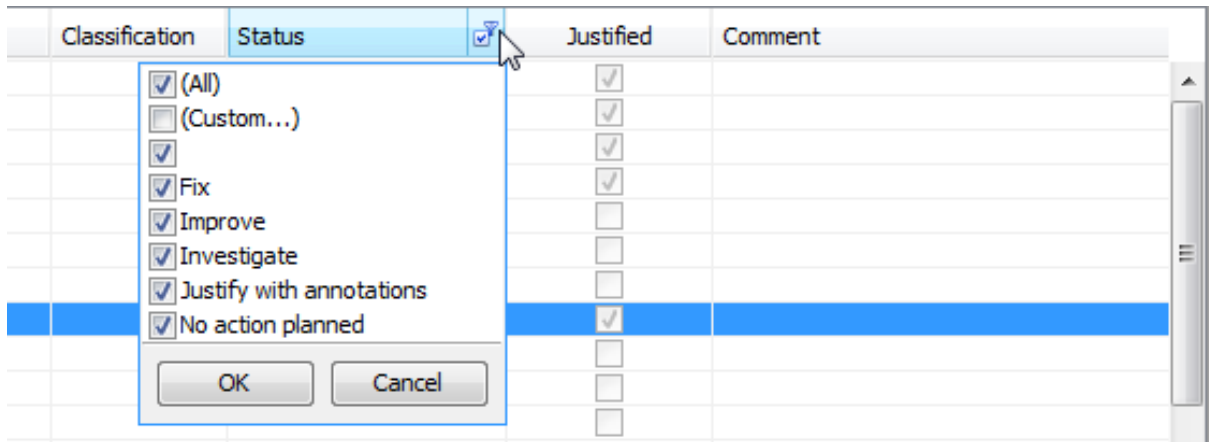 Classification Status Justified Comment
(All)
(Custom...)
Fix
Improve
Investigate
Justify with annotations
No action planned
OK Cancel